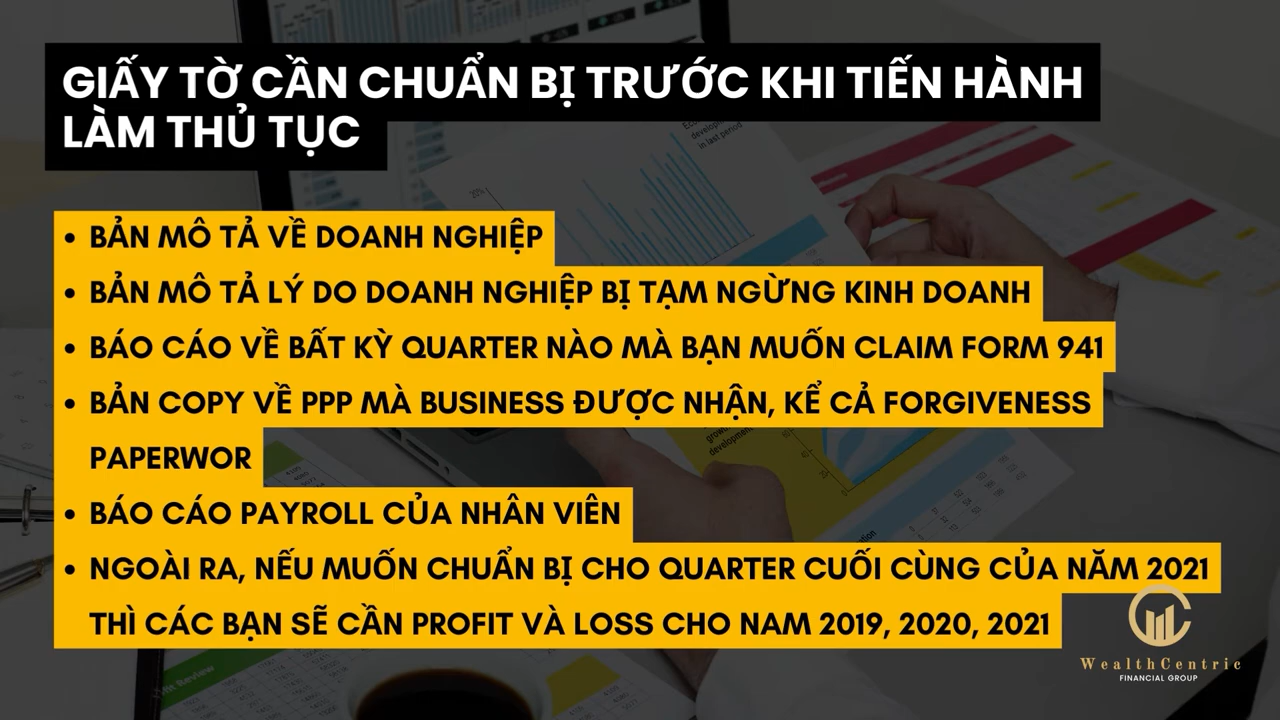 GIẤY TỜ CẦN CHUẨN BỊ TRƯỚC KHI TIẾN HÀNH
LÀM THỦ TỤC
• BẢN MÔ TẢ VỀ DOANH NGHIỆP
• BẢN MÔ TẢ LÝ DO DOANH NGHIỆP BỊ TẠM NGỪNG KINH DOANH
• BÁO CÁO VỀ BẤT KỲ QUARTER NÀO MÀ BẠN MUỐN CLAIM FORM 941
• BẢN COPY VỀ PPP MÀ BUSINESS ĐƯỢC NHẬN, KỂ CẢ FORGIVENESS
PAPERWOR
• BÁO CÁO PAYROLL CỦA NHÂN VIÊN
• NGOÀI RA, NẾU MUỐN CHUẨN BỊ CHO QUARTER CUỐI CÙNG CỦA NĂM 2021
THÌ CÁC BẠN SẼ CẦN PROFIT VÀ LOSS CHO NAM 2019, 2020, 2021
WealthCentric
FINANCIAL GROUP